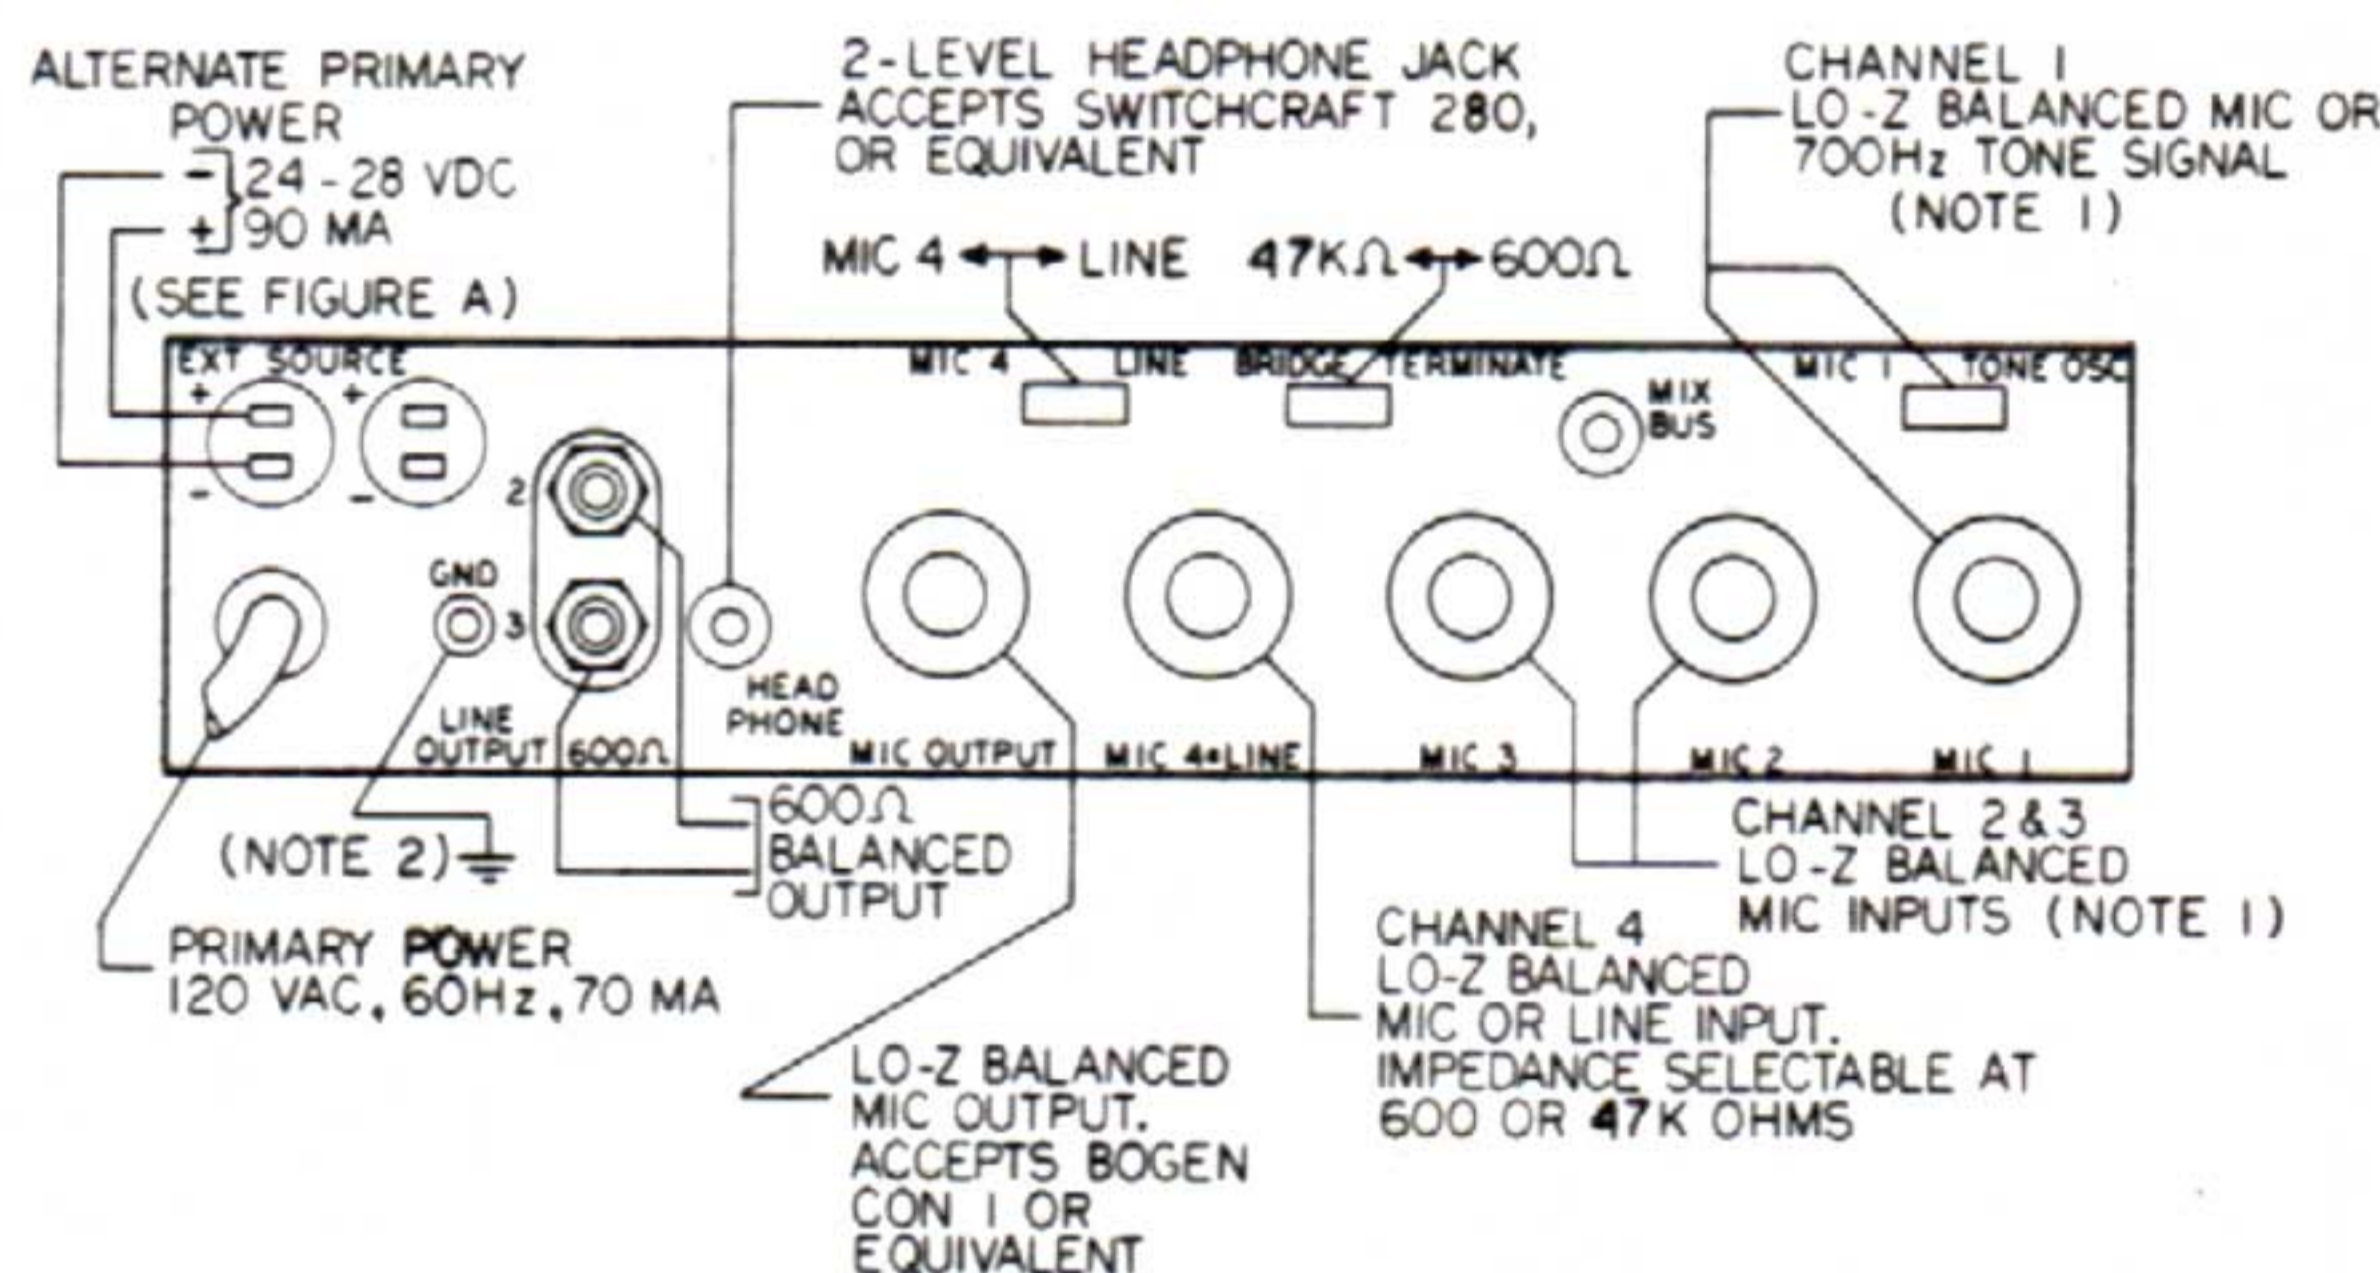 ALTERNATE PRIMARY
POWER
- 24-28 VDC
+ 90 MA
(SEE FIGURE A)
2-LEVEL HEADPHONE JACK
ACCEPTS SWITCHCRAFT 280,
OR EQUIVALENT
MIC 4 LINE
47KΩ 600Ω
CHANNEL 1
LO-Z BALANCED MIC OR
700Hz TONE SIGNAL
(NOTE 1)
EXT SOURCE
+ +
- -
MIC 4 LINE
BRIDGE TERMINATE
MIX
BUS
MIC 1 TONE OSC
2
GND
3
LINE
OUTPUT 600Ω
HEAD
PHONE
MIC OUTPUT
MIC 4•LINE
MIC 3
MIC 2
MIC 1
(NOTE 2)
600Ω
BALANCED
OUTPUT
PRIMARY POWER
120 VAC, 60Hz, 70 MA
CHANNEL 2&3
LO-Z BALANCED
MIC INPUTS (NOTE 1)
CHANNEL 4
LO-Z BALANCED
MIC OR LINE INPUT.
IMPEDANCE SELECTABLE AT
600 OR 47K OHMS
LO-Z BALANCED
MIC OUTPUT.
ACCEPTS BOGEN
CON 1 OR
EQUIVALENT